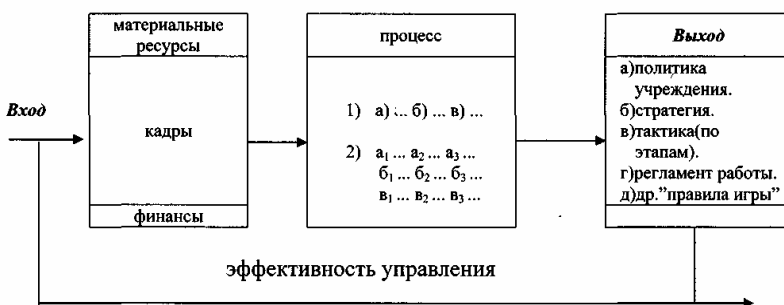 материальные
ресурсы
кадры
финансы
Вход
процесс
1) а) ... б) ... в) ...
2) а₁ ... а₂ ... а₃ ...
б₁ ... б₂ ... б₃ ...
в₁ ... в₂ ... в₃ ...
Выход
а)политика
учреждения.
б)стратегия.
в)тактика(по
этапам).
г)регламент работы.
д)др."правила игры"
эффективность управления